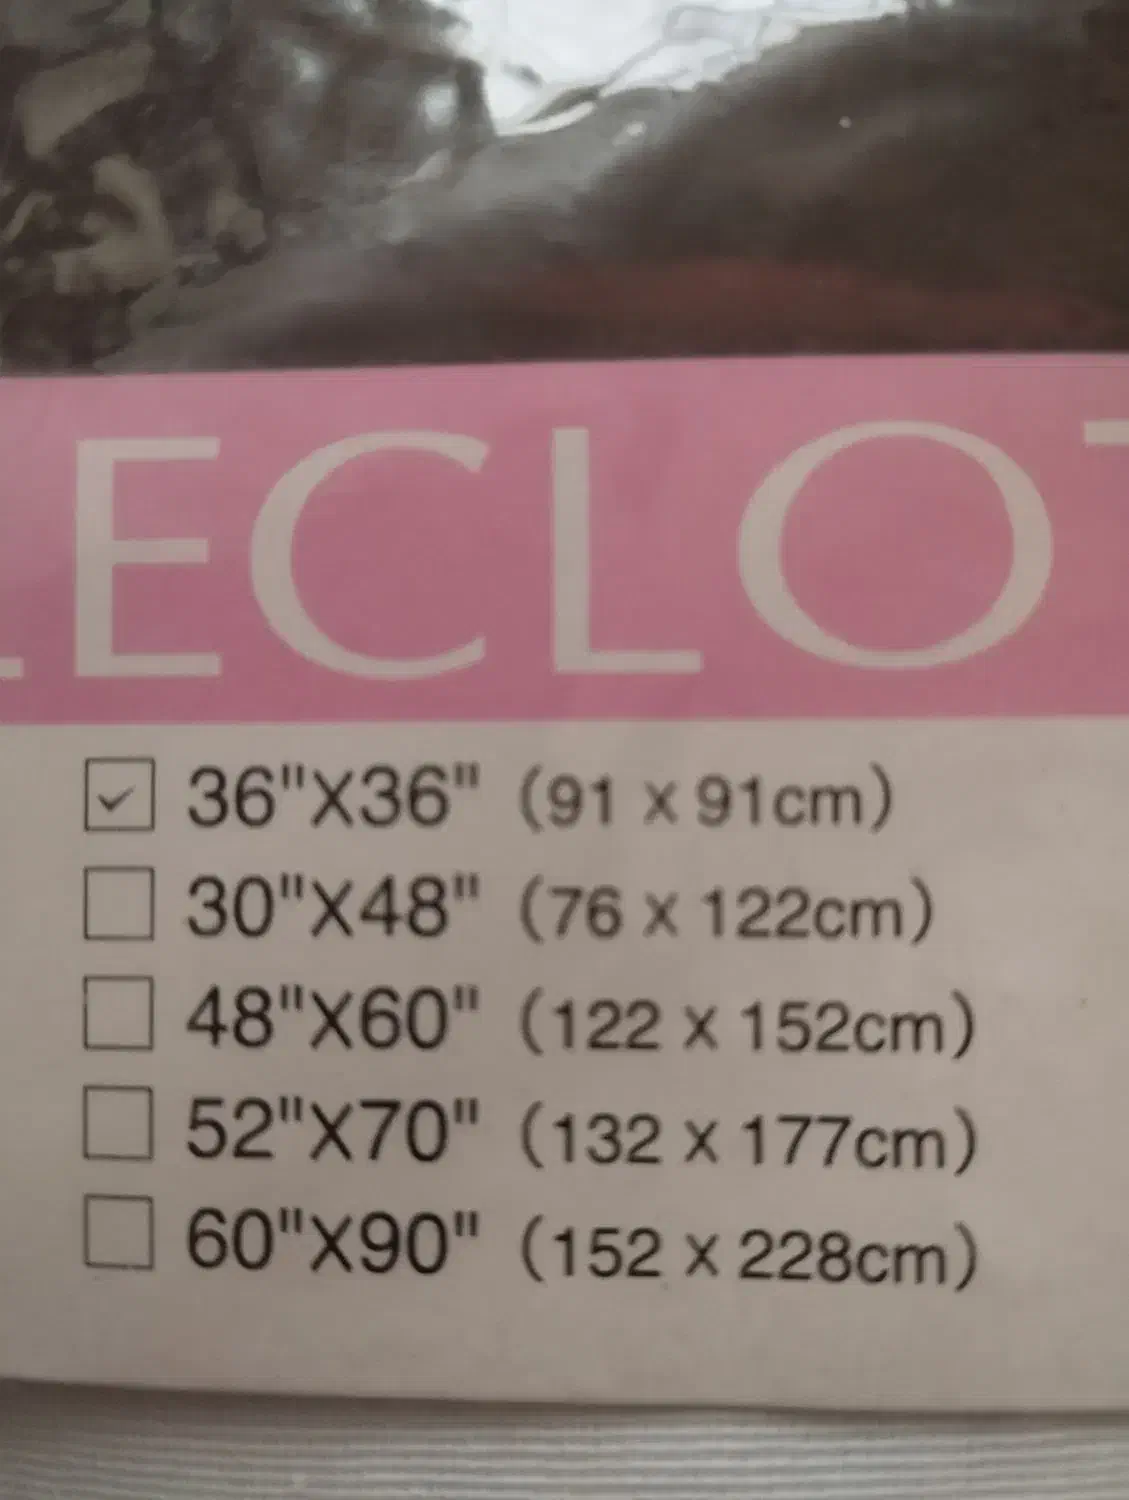 LECLOT
☑ 36"X36" (91 x 91cm)
☐ 30"X48" (76 x 122cm)
☐ 48"X60" (122 x 152cm)
☐ 52"X70" (132 x 177cm)
☐ 60"X90" (152 x 228cm)